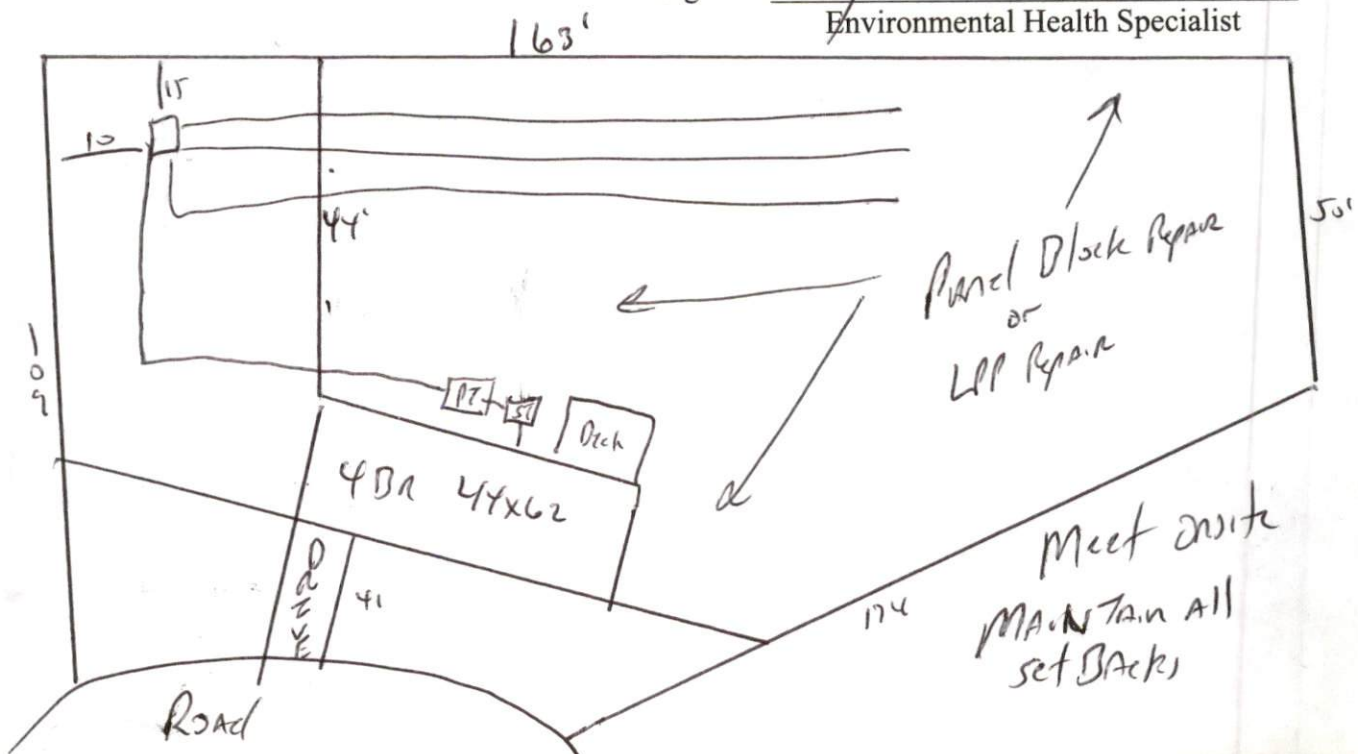 Environmental Health Specialist
163'
15
10
44'
50'
Panel Block Repair
or
LPP Repair
109
PT
ST
Deck
4BR 44x62
DRIVE
41
174
Meet onsite
MAINTAIN All
setBAcks
ROAD